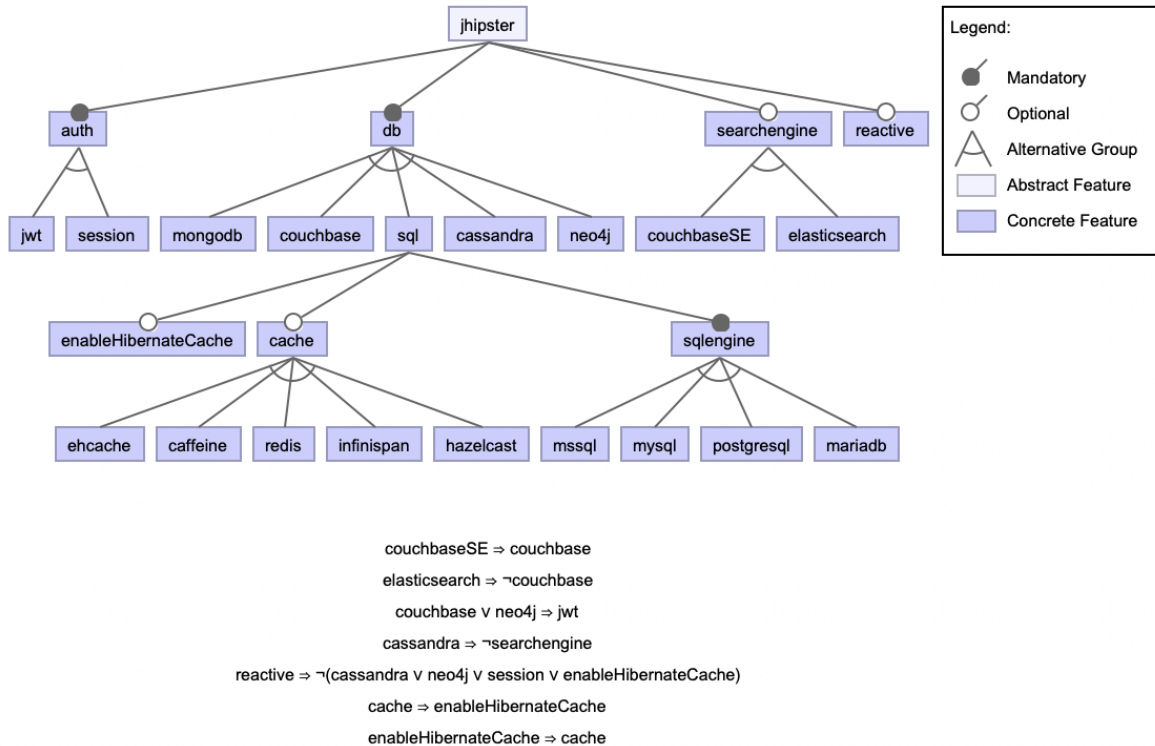 jhipster
Legend:
Mandatory
Optional
Alternative Group
Abstract Feature
Concrete Feature
auth
db
searchengine
reactive
jwt
session
mongodb
couchbase
sql
cassandra
neo4j
couchbaseSE
elasticsearch
enableHibernateCache
cache
sqlengine
ehcache
caffeine
redis
infinispan
hazelcast
mssql
mysql
postgresql
mariadb
couchbaseSE ⇒ couchbase
elasticsearch ⇒ ¬couchbase
couchbase ∨ neo4j ⇒ jwt
cassandra ⇒ ¬searchengine
reactive ⇒ ¬(cassandra ∨ neo4j ∨ session ∨ enableHibernateCache)
cache ⇒ enableHibernateCache
enableHibernateCache ⇒ cache